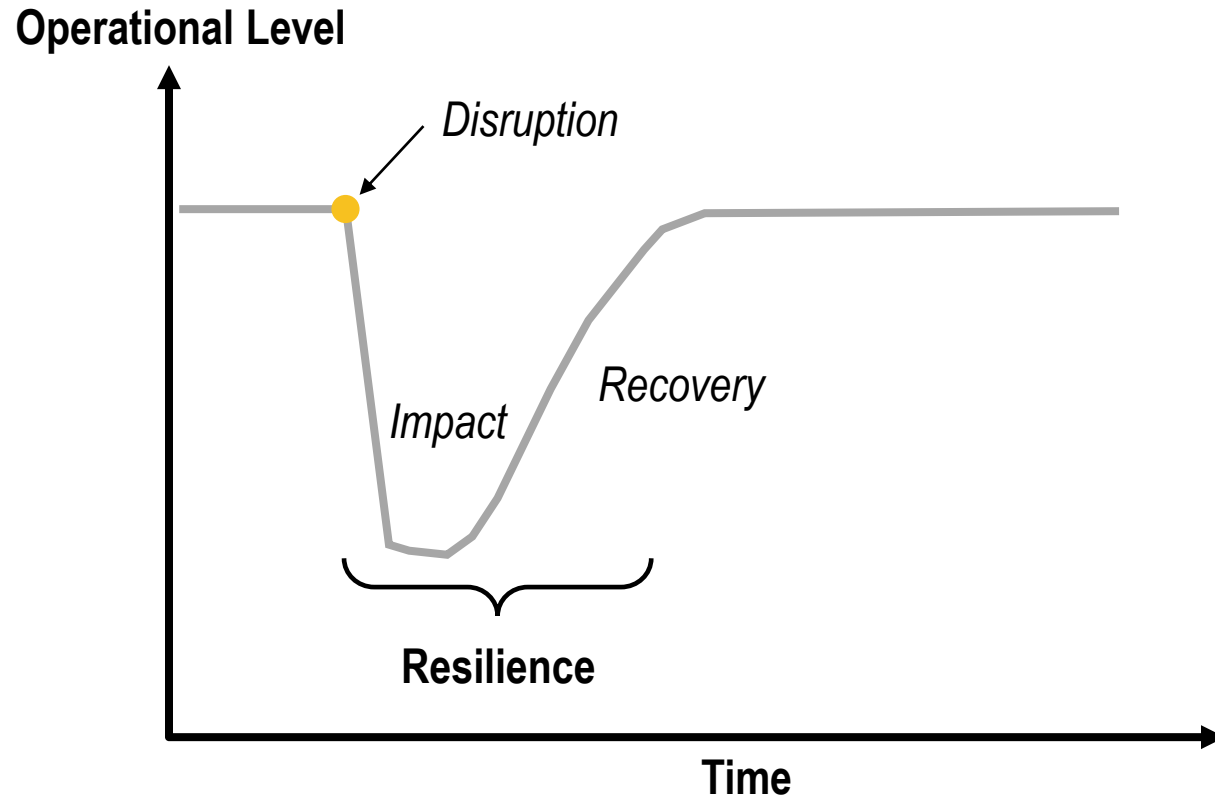 Operational Level
Disruption
Recovery
Impact
Resilience
Time